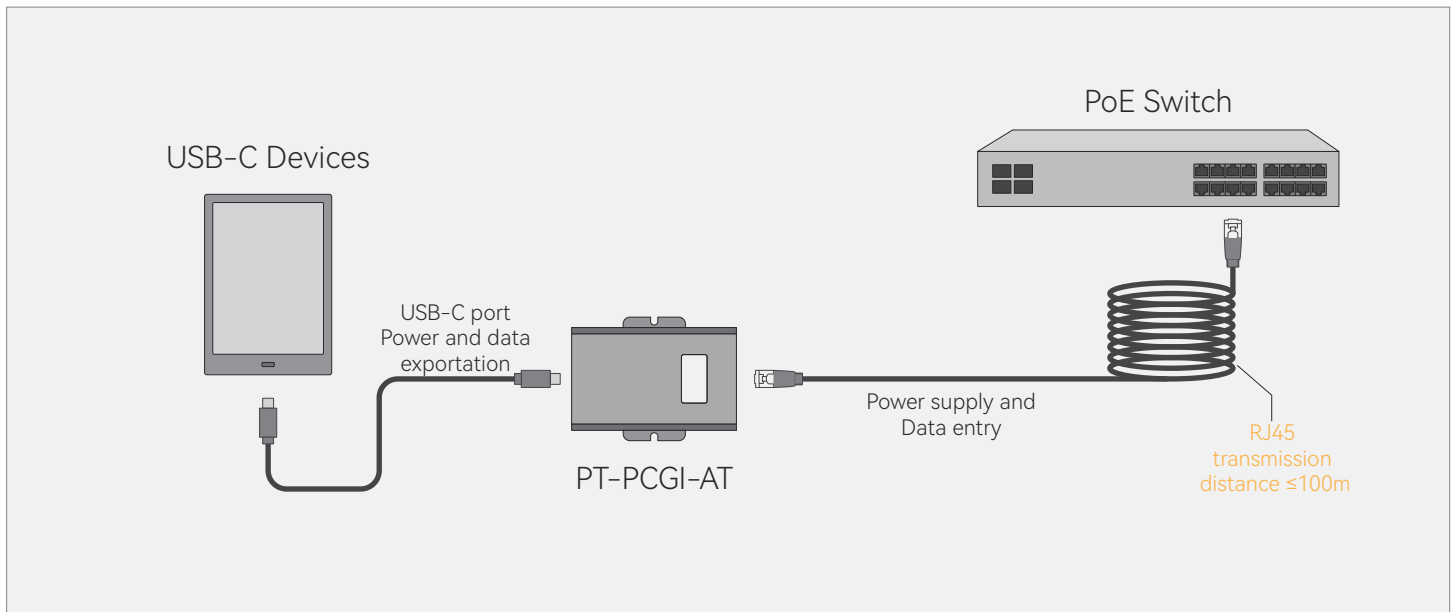 PoE Switch
USB-C Devices
USB-C port
Power and data
exportation
Power supply and
Data entry
RJ45
transmission
distance ≤100m
PT-PCGI-AT